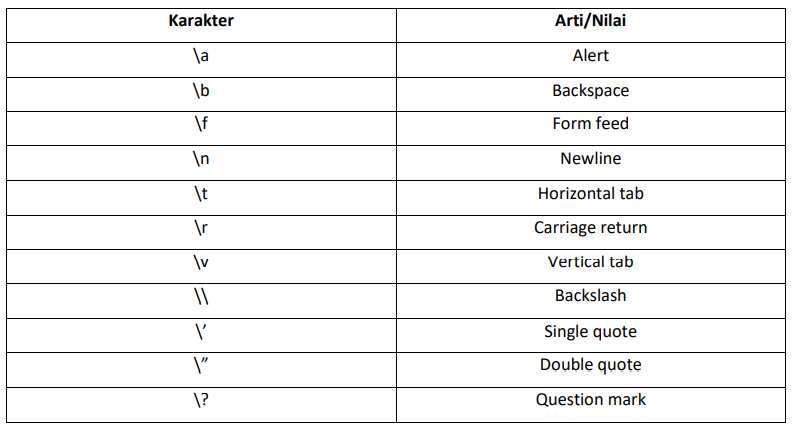 Karakter Arti/Nilai
\a Alert
\b Backspace
\f Form feed
\n Newline
\t Horizontal tab
\r Carriage return
\v Vertical tab
\\ Backslash
\’ Single quote
\” Double quote
\? Question mark